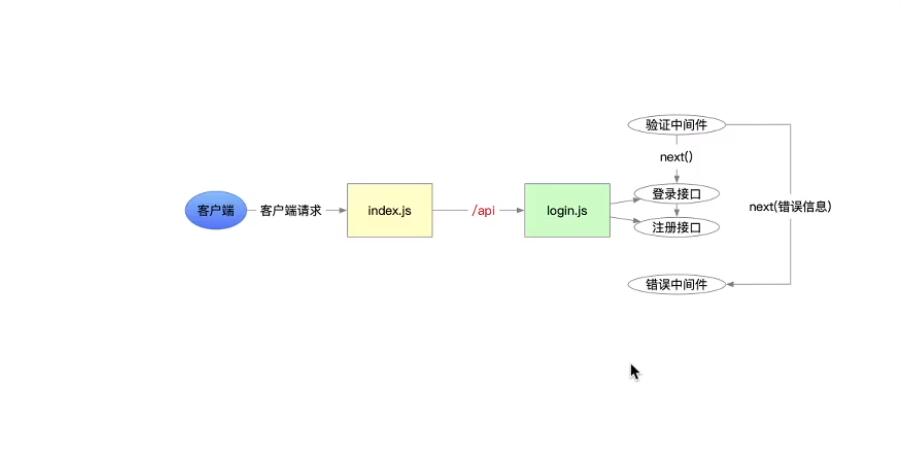 验证中间件
next()
登录接口
客户端
客户端请求
index.js
/api
login.js
next(错误信息)
注册接口
错误中间件